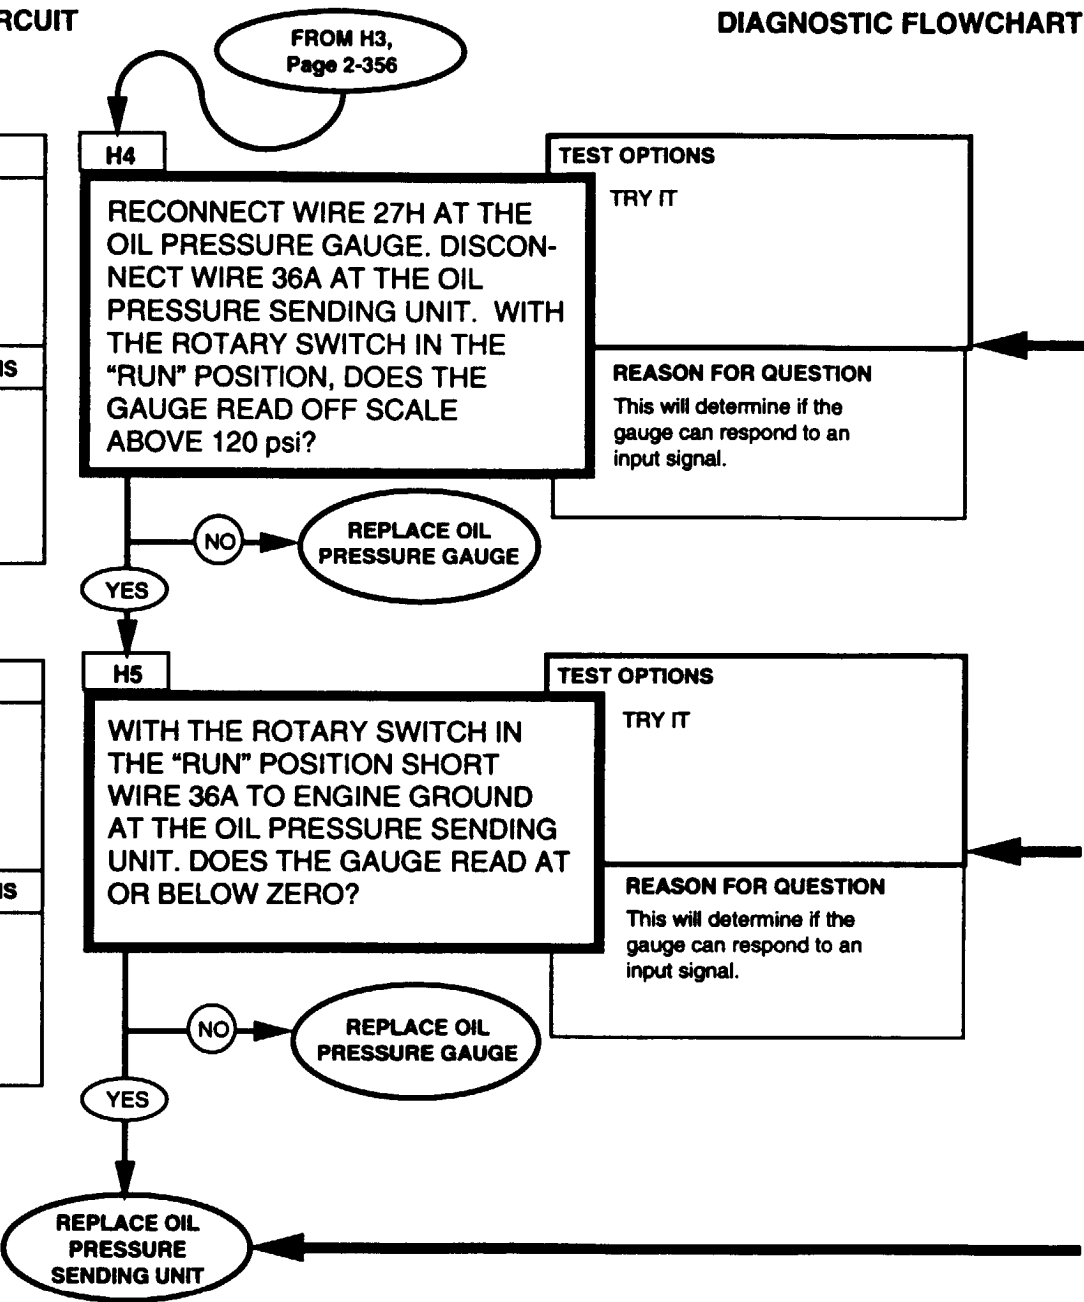 RCUIT
DIAGNOSTIC FLOWCHART
FROM H3,
Page 2-356
H4
TEST OPTIONS
TRY IT
RECONNECT WIRE 27H AT THE
OIL PRESSURE GAUGE. DISCON-
NECT WIRE 36A AT THE OIL
PRESSURE SENDING UNIT. WITH
THE ROTARY SWITCH IN THE
“RUN” POSITION, DOES THE
GAUGE READ OFF SCALE
ABOVE 120 psi?
IS
REASON FOR QUESTION
This will determine if the
gauge can respond to an
input signal.
NO
REPLACE OIL
PRESSURE GAUGE
YES
H5
TEST OPTIONS
TRY IT
WITH THE ROTARY SWITCH IN
THE “RUN” POSITION SHORT
WIRE 36A TO ENGINE GROUND
AT THE OIL PRESSURE SENDING
UNIT. DOES THE GAUGE READ AT
OR BELOW ZERO?
IS
REASON FOR QUESTION
This will determine if the
gauge can respond to an
input signal.
NO
REPLACE OIL
PRESSURE GAUGE
YES
REPLACE OIL
PRESSURE
SENDING UNIT